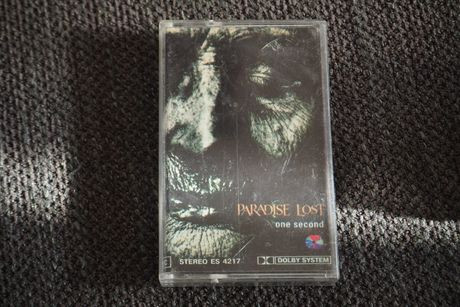 PARADISE LOST
one second
STEREO ES 4217
DOLBY SYSTEM